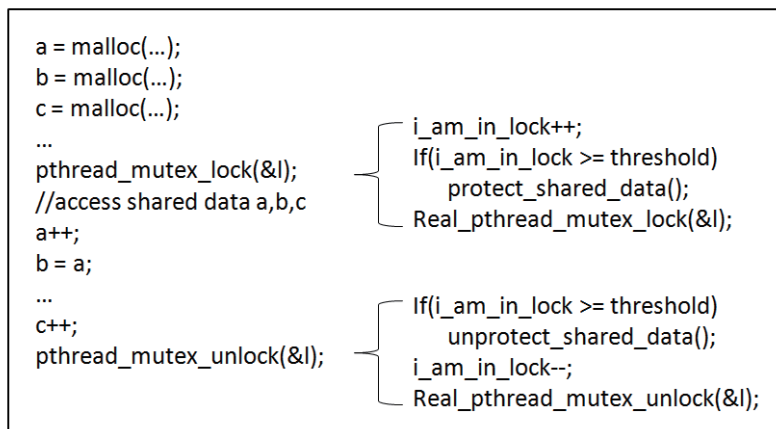 a = malloc(...);
b = malloc(...);
c = malloc(...);
...
pthread_mutex_lock(&l);
//access shared data a,b,c
a++;
b = a;
...
c++;
pthread_mutex_unlock(&l);
i_am_in_lock++;
If(i_am_in_lock >= threshold)
protect_shared_data();
Real_pthread_mutex_lock(&l);
If(i_am_in_lock >= threshold)
unprotect_shared_data();
i_am_in_lock--;
Real_pthread_mutex_unlock(&l);